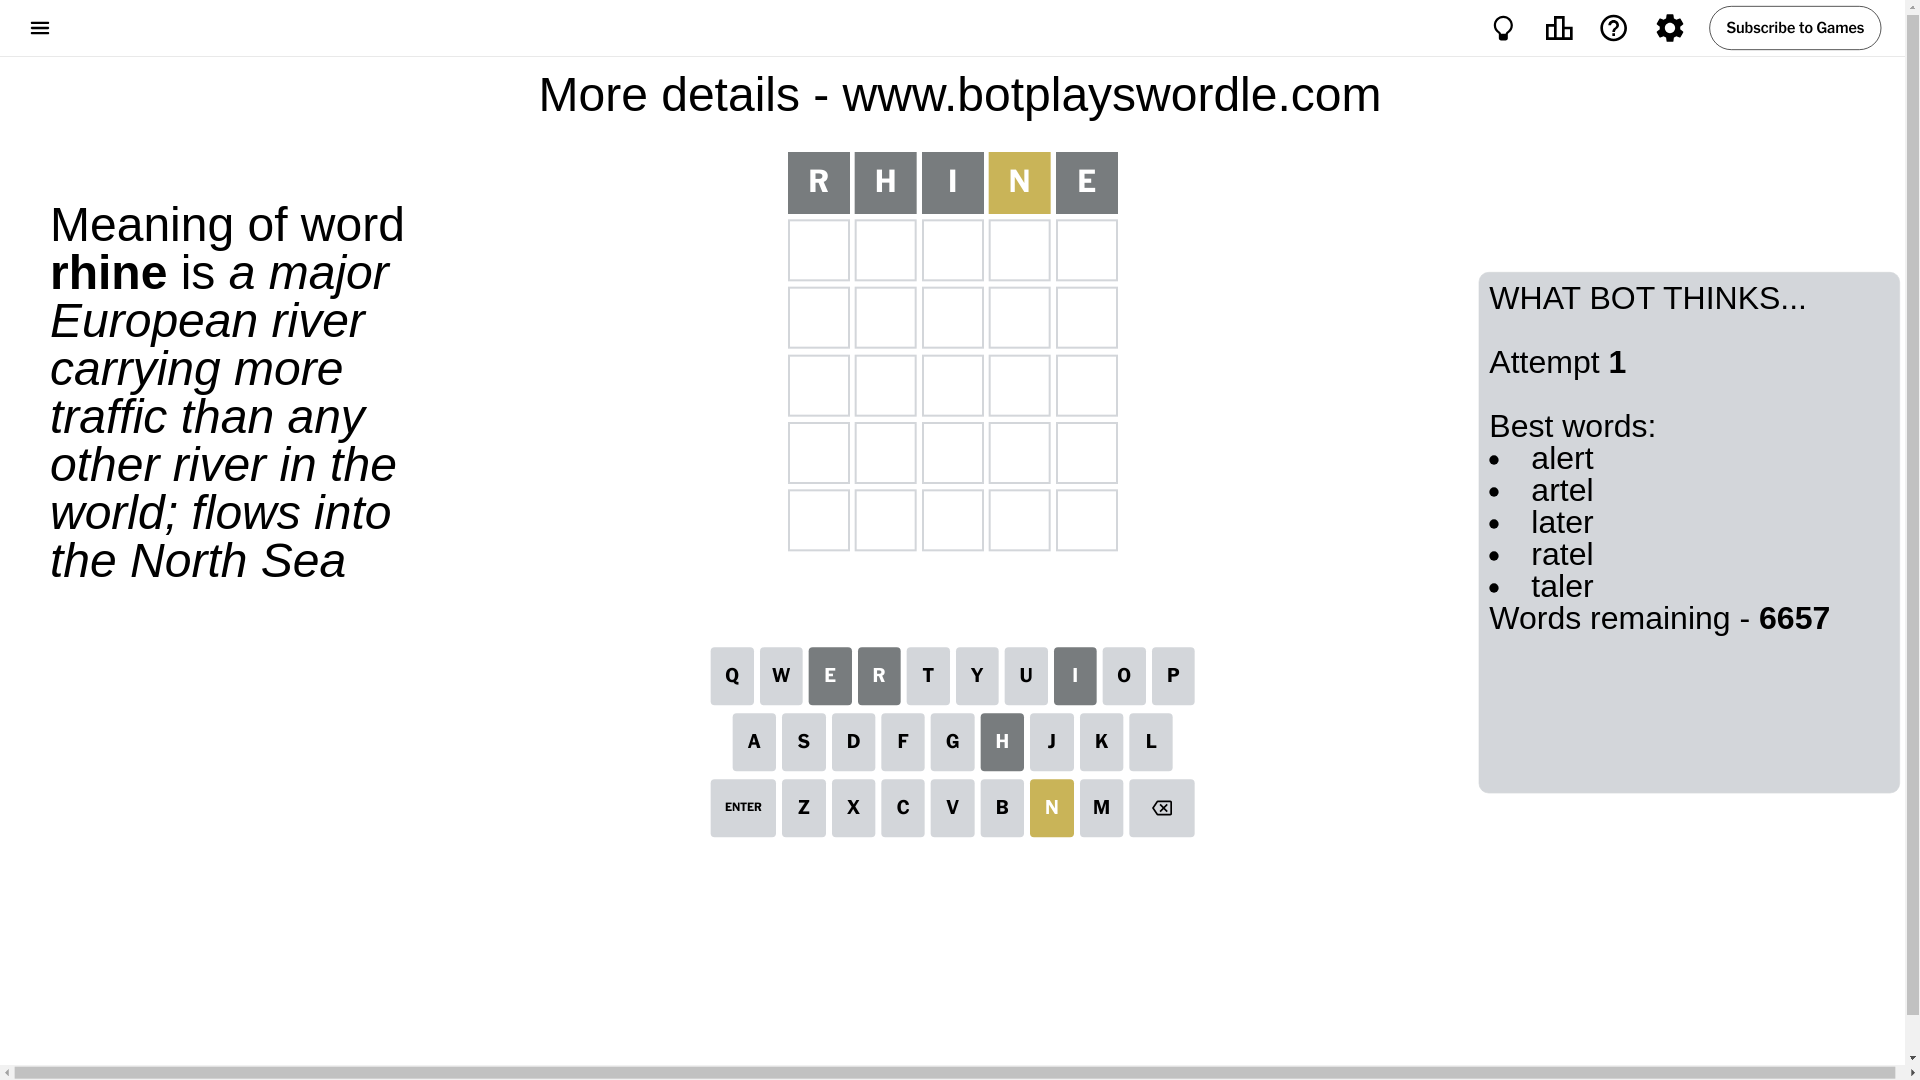 Subscribe to Games
More details - www.botplayswordle.com
R H I N E
Meaning of word
rhine is a major
European river
carrying more
traffic than any
other river in the
world; flows into
the North Sea
WHAT BOT THINKS...
Attempt 1
Best words:
• alert
• artel
• later
• ratel
• taler
Words remaining - 6657
Q W E R T Y U I O P
A S D F G H J K L
ENTER Z X C V B N M